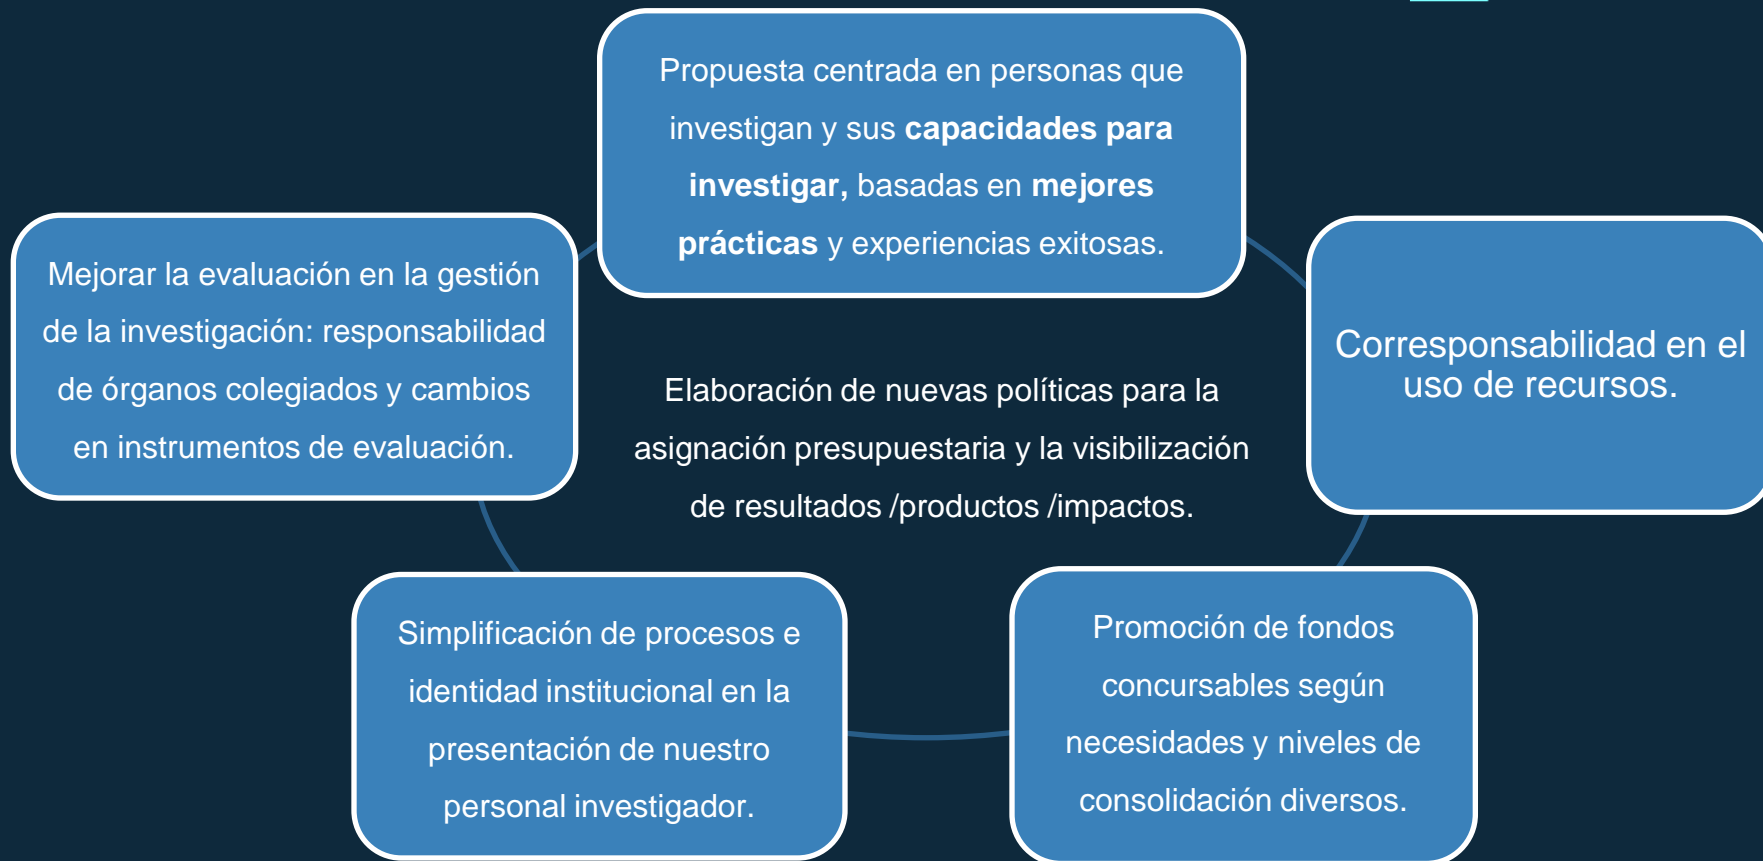 Propuesta centrada en personas que
investigan y sus capacidades para
investigar, basadas en mejores
prácticas y experiencias exitosas.
Corresponsabilidad en el
uso de recursos.
Promoción de fondos
concursables según
necesidades y niveles de
consolidación diversos.
Simplificación de procesos e
identidad institucional en la
presentación de nuestro
personal investigador.
Mejorar la evaluación en la gestión
de la investigación: responsabilidad
de órganos colegiados y cambios
en instrumentos de evaluación.
Elaboración de nuevas políticas para la
asignación presupuestaria y la visibilización
de resultados /productos /impactos.